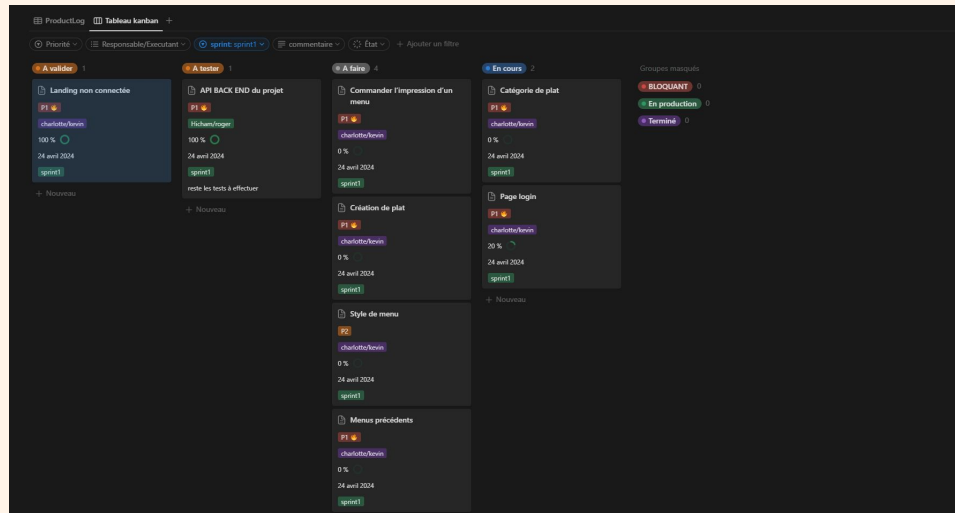 ProductLog Tableau kanban +
Priorité Responsable/Executant sprint: sprint1 commentaire État + Ajouter un filtre
A valider 1
Landing non connectée
P1 🔥
charlotte/kevin
100 %
24 avril 2024
sprint1
+ Nouveau
A tester 1
API BACK END du projet
P1 🔥
Hicham/roger
100 %
24 avril 2024
sprint1
reste les tests à effectuer
+ Nouveau
A faire 4
Commander l'impression d'un
menu
P1 🔥
charlotte/kevin
0 %
24 avril 2024
sprint1
Création de plat
P1 🔥
charlotte/kevin
0 %
24 avril 2024
sprint1
Style de menu
P2
charlotte/kevin
0 %
24 avril 2024
sprint1
Menus précédents
P1 🔥
charlotte/kevin
0 %
24 avril 2024
sprint1
En cours 2
Catégorie de plat
P1 🔥
charlotte/kevin
0 %
24 avril 2024
sprint1
Page login
P1 🔥
charlotte/kevin
20 %
24 avril 2024
sprint1
+ Nouveau
Groupes masqués
BLOQUANT 0
En production 0
Terminé 0